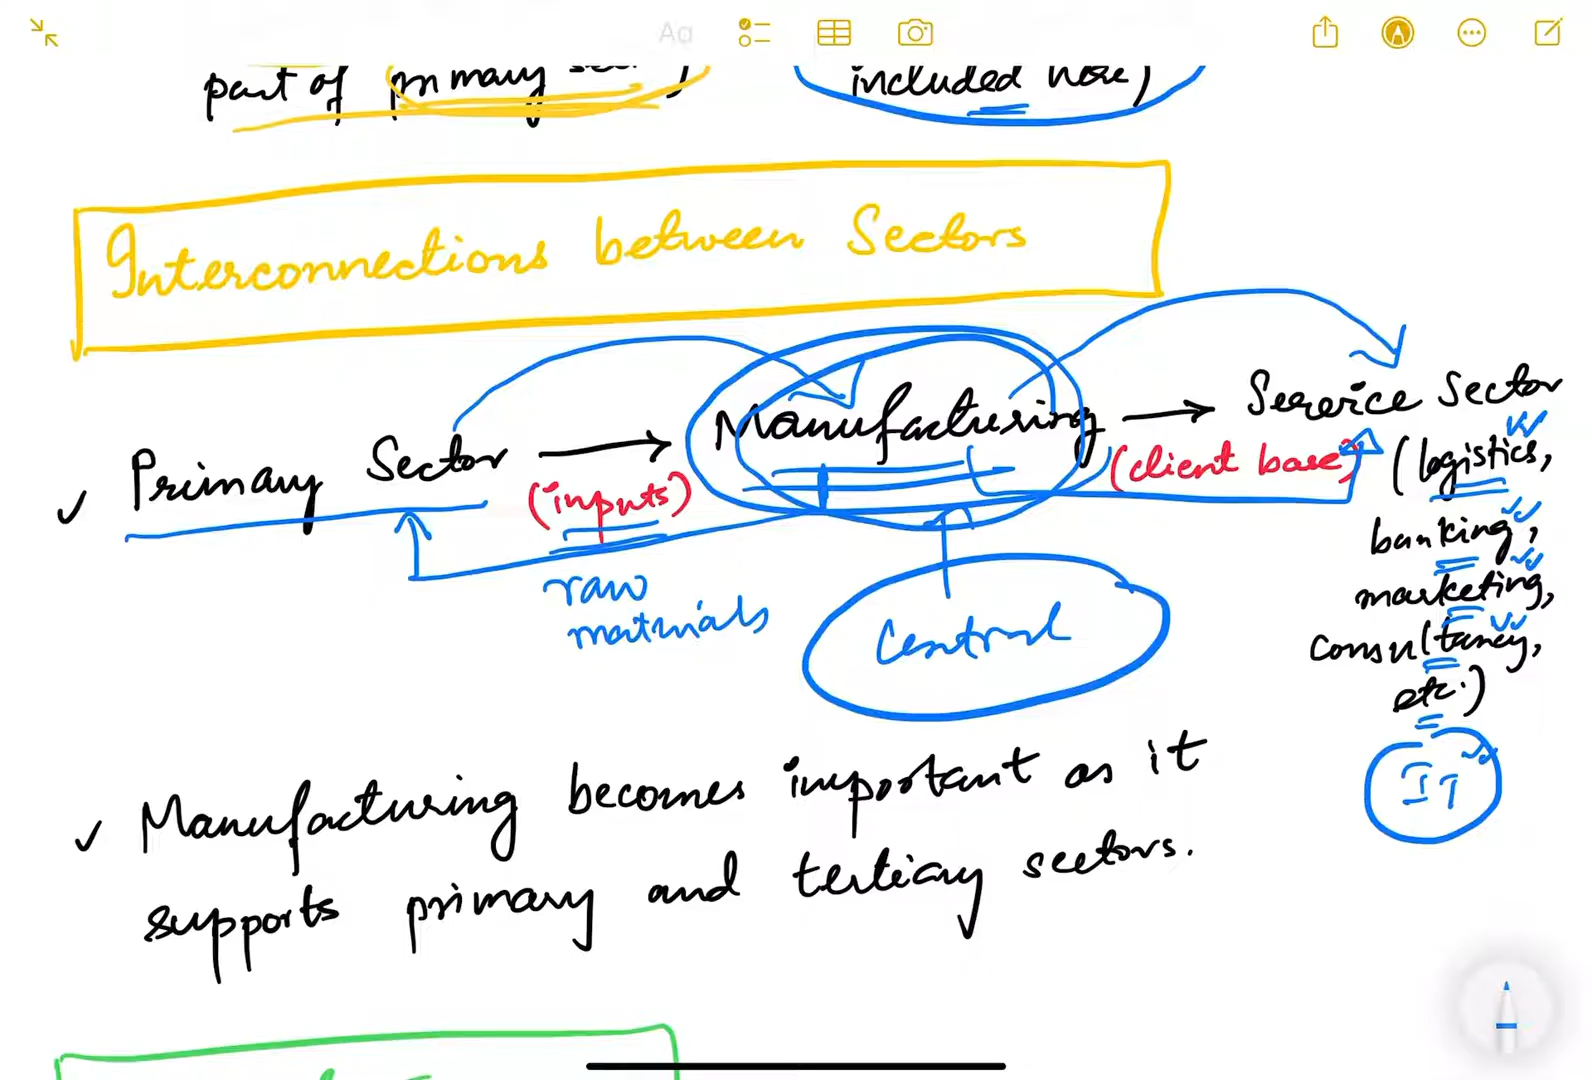 Aa
part of primary
included here)
Interconnections between Sectors
Primary Sector → Manufacturing → Service Sector
(inputs) (client base) (logistics,
banking,
marketing,
consultancy,
etc.)
raw
materials
Central
IT
Manufacturing becomes important as it
supports primary and tertiary sectors.